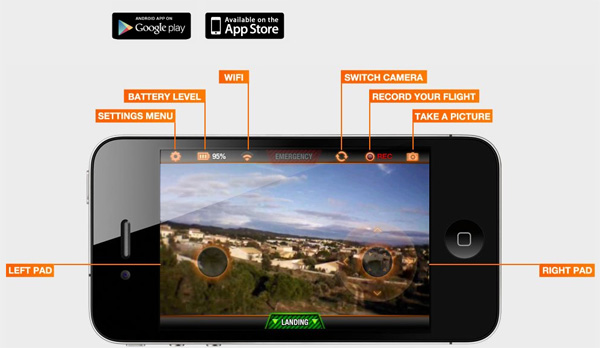 ANDROID APP ON
Google play
Available on the
App Store
WIFI
SWITCH CAMERA
BATTERY LEVEL
RECORD YOUR FLIGHT
SETTINGS MENU
TAKE A PICTURE
95%
EMERGENCY
REC
LEFT PAD
RIGHT PAD
LANDING